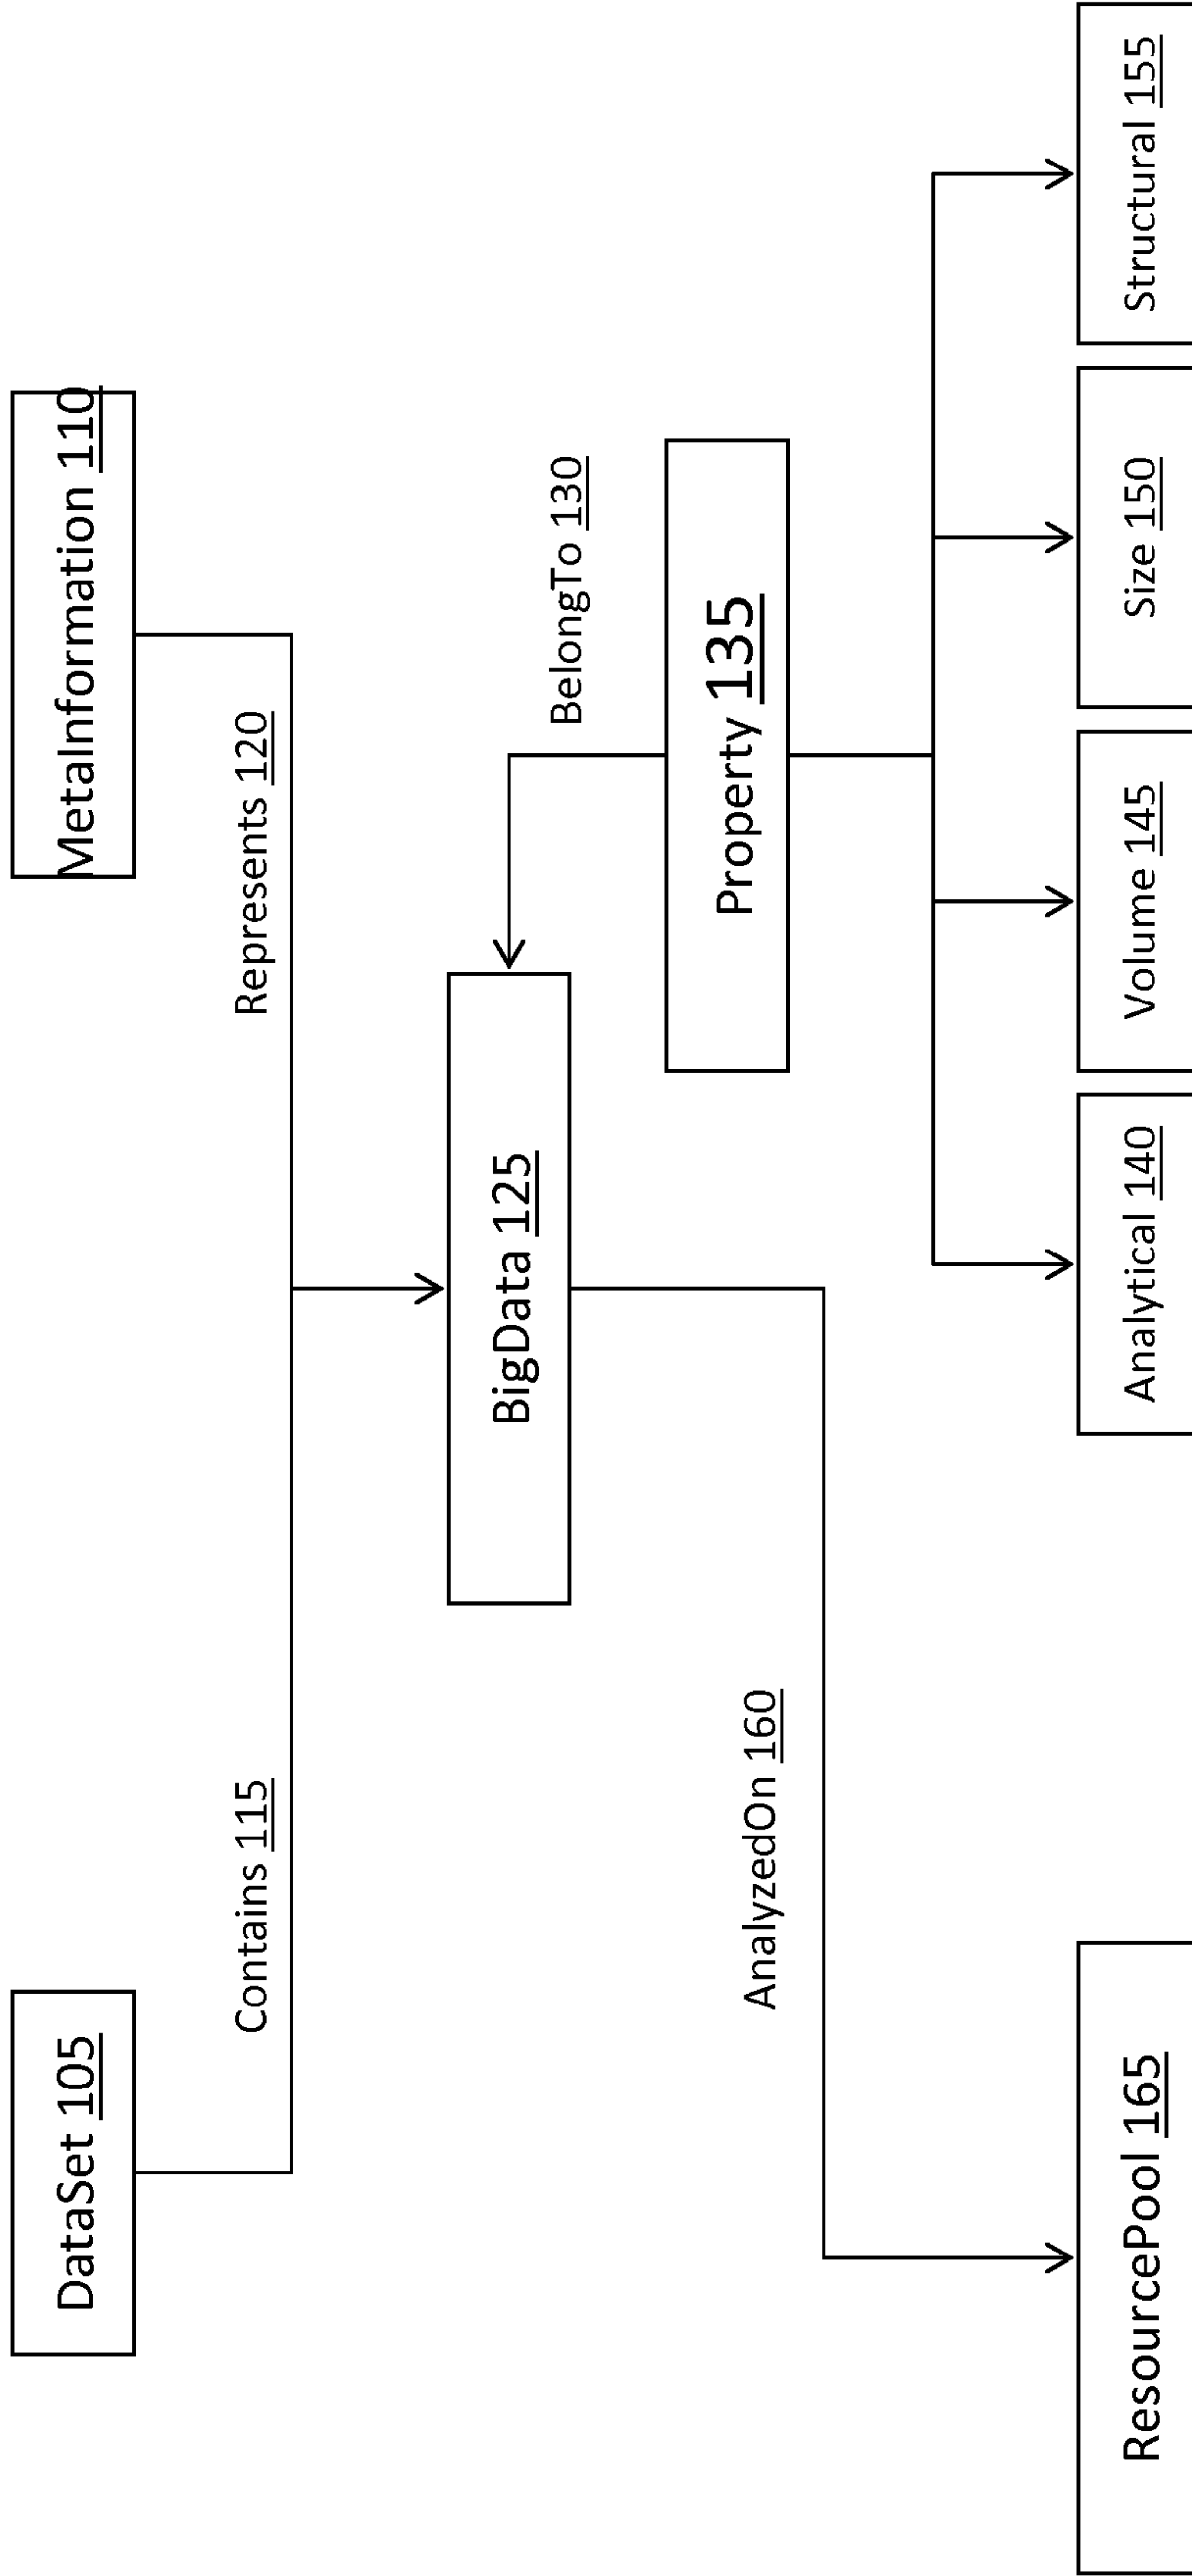 DataSet 105
MetaInformation 110
Contains 115
Represents 120
BigData 125
BelongTo 130
Property 135
AnalyzedOn 160
ResourcePool 165
Analytical 140
Volume 145
Size 150
Structural 155